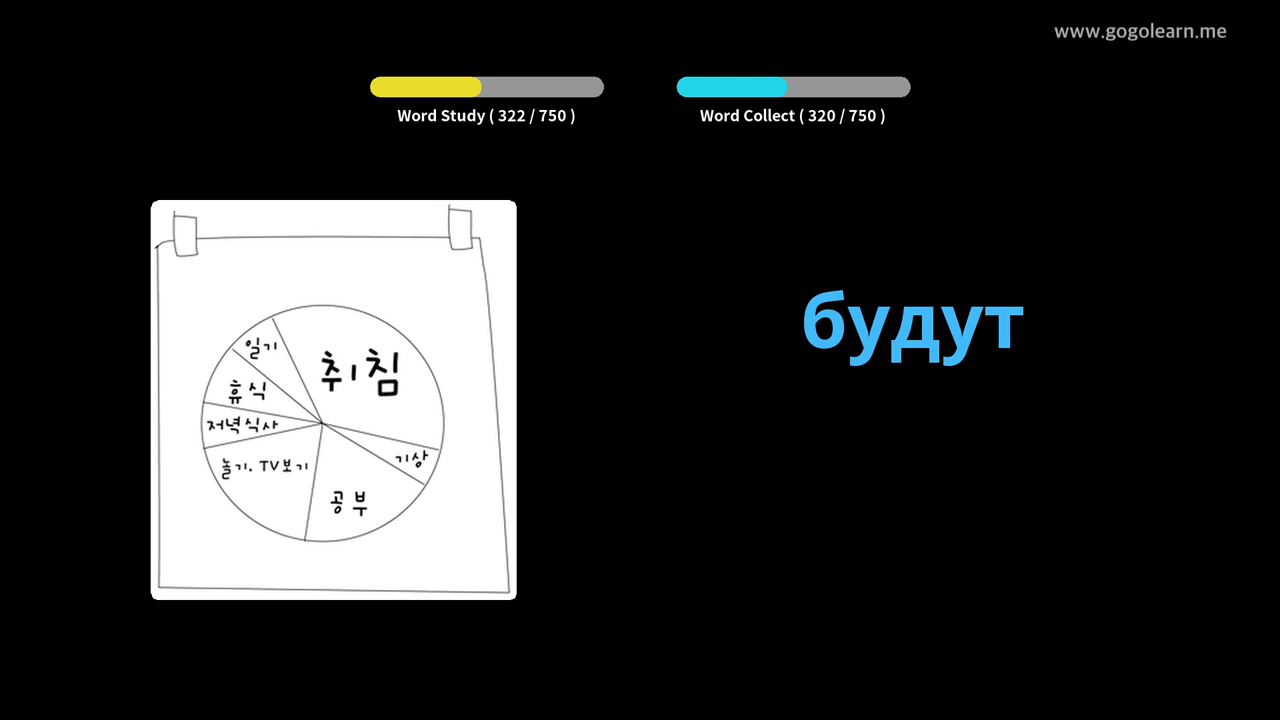 www.gogolearn.me
Word Study ( 322 / 750 )
Word Collect ( 320 / 750 )
일기
취침
휴식
저녁식사
놀기. TV보기
기상
공부
будут